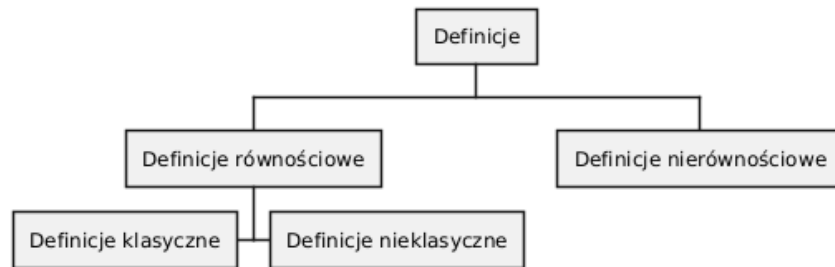 Definicje
Definicje równościowe
Definicje nierównościowe
Definicje klasyczne
Definicje nieklasyczne